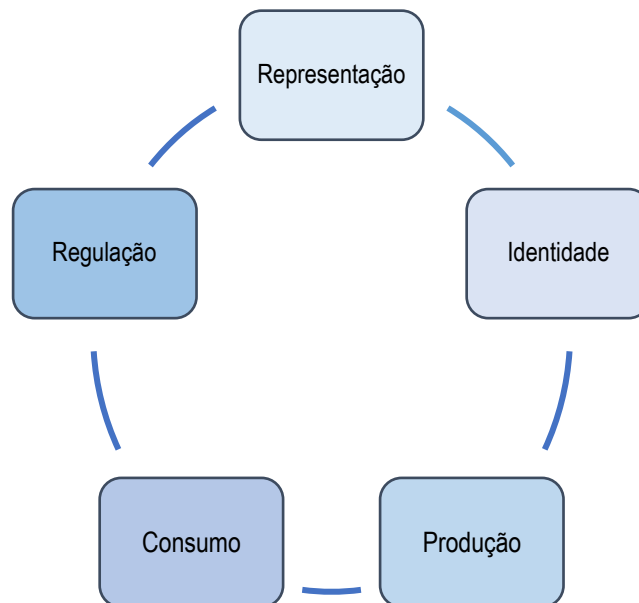 Representação
Identidade
Produção
Consumo
Regulação